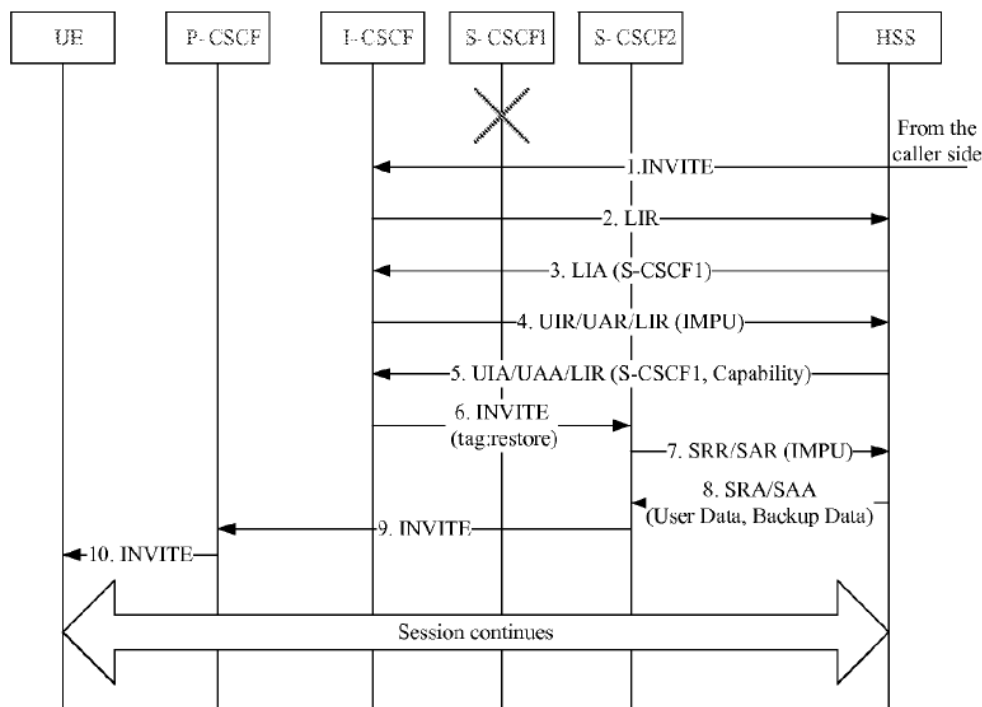 UE
P-CSCF
I-CSCF
S-CSCF1
S-CSCF2
HSS
From the
caller side
1.INVITE
2. LIR
3. LIA (S-CSCF1)
4. UIR/UAR/LIR (IMPU)
5. UIA/UAA/LIR (S-CSCF1, Capability)
6. INVITE
(tag:restore)
7. SRR/SAR (IMPU)
8. SRA/SAA
(User Data, Backup Data)
9. INVITE
10. INVITE
Session continues